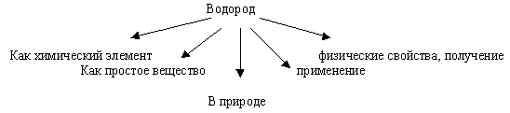 Водород
Как химический элемент
физические свойства, получение
Как простое вещество
применение
В природе